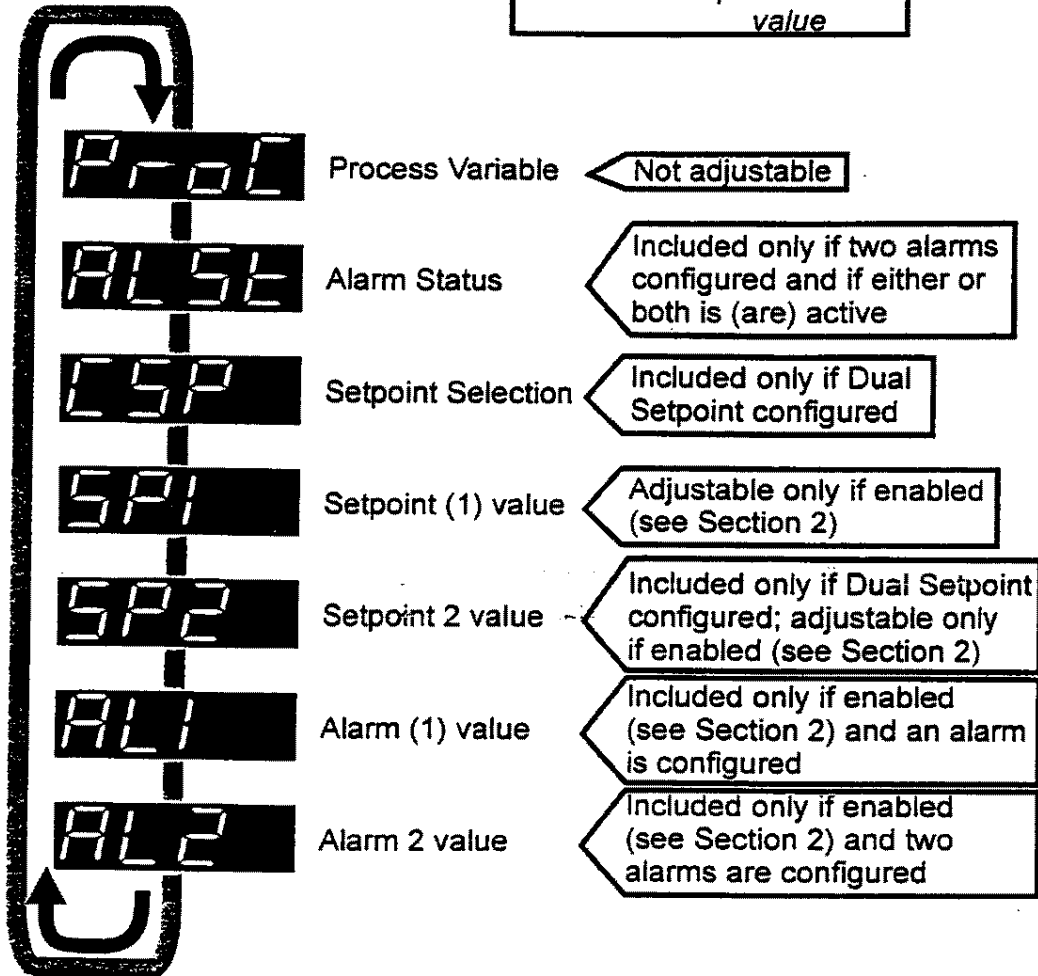 value
ProC
Process Variable
Not adjustable
ALSt
Alarm Status
Included only if two alarms
configured and if either or
both is (are) active
CSP
Setpoint Selection
Included only if Dual
Setpoint configured
SP1
Setpoint (1) value
Adjustable only if enabled
(see Section 2)
SP2
Setpoint 2 value
Included only if Dual Setpoint
configured; adjustable only
if enabled (see Section 2)
AL1
Alarm (1) value
Included only if enabled
(see Section 2) and an alarm
is configured
AL2
Alarm 2 value
Included only if enabled
(see Section 2) and two
alarms are configured